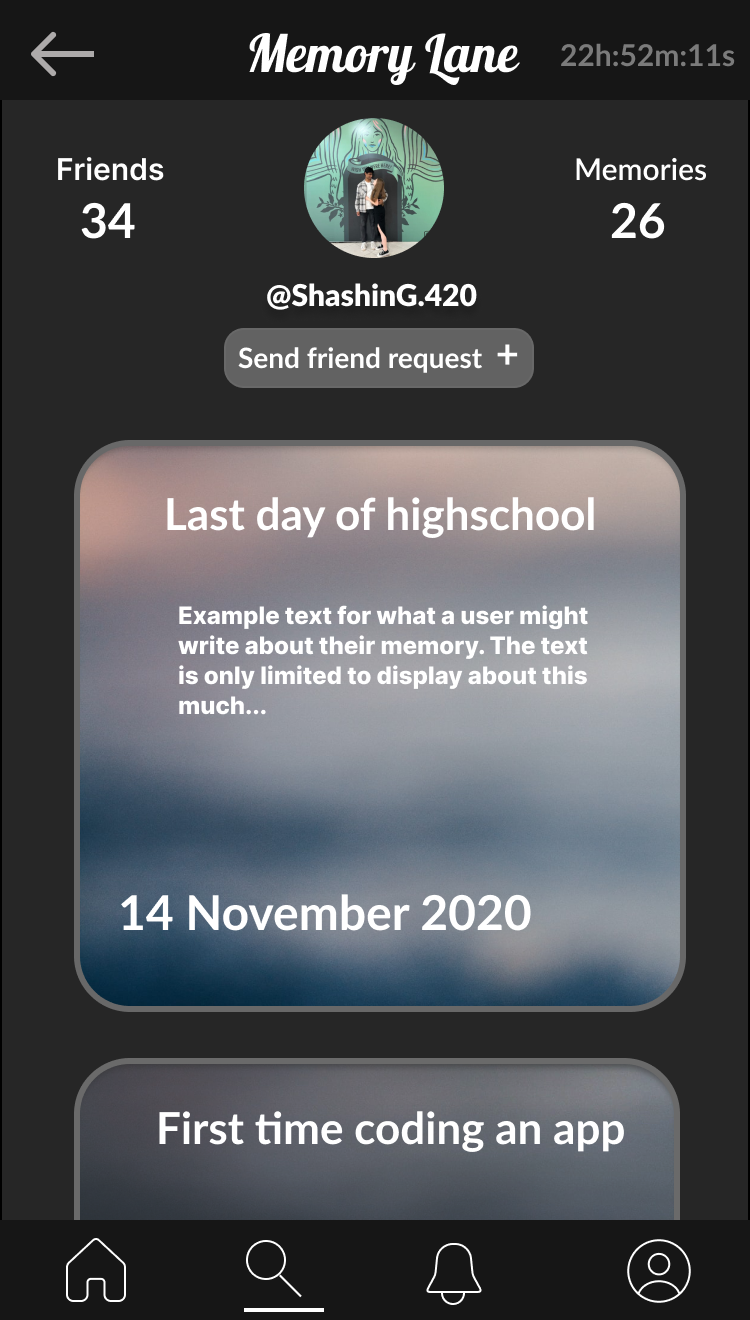 Memory Lane
22h:52m:11s
Friends
34
Memories
26
@ShashinG.420
Send friend request +
Last day of highschool
Example text for what a user might
write about their memory. The text
is only limited to display about this
much...
14 November 2020
First time coding an app